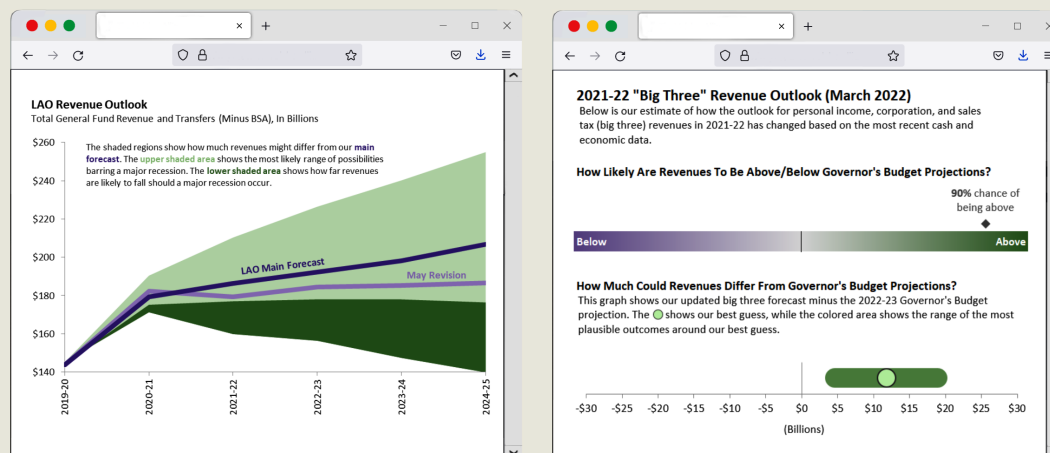 LAO Revenue Outlook
Total General Fund Revenue and Transfers (Minus BSA), In Billions
$260
$240
$220
$200
$180
$160
$140
The shaded regions show how much revenues might differ from our main
forecast. The upper shaded area shows the most likely range of possibilities
barring a major recession. The lower shaded area shows how far revenues
are likely to fall should a major recession occur.
LAO Main Forecast
May Revision
2019-20
2020-21
2021-22
2022-23
2023-24
2024-25
2021-22 "Big Three" Revenue Outlook (March 2022)
Below is our estimate of how the outlook for personal income, corporation, and sales
tax (big three) revenues in 2021-22 has changed based on the most recent cash and
economic data.
How Likely Are Revenues To Be Above/Below Governor's Budget Projections?
90% chance of
being above
Below
Above
How Much Could Revenues Differ From Governor's Budget Projections?
This graph shows our updated big three forecast minus the 2022-23 Governor's Budget
projection. The shows our best guess, while the colored area shows the range of the most
plausible outcomes around our best guess.
-$30 -$25 -$20 -$15 -$10 -$5 $0 $5 $10 $15 $20 $25 $30
(Billions)